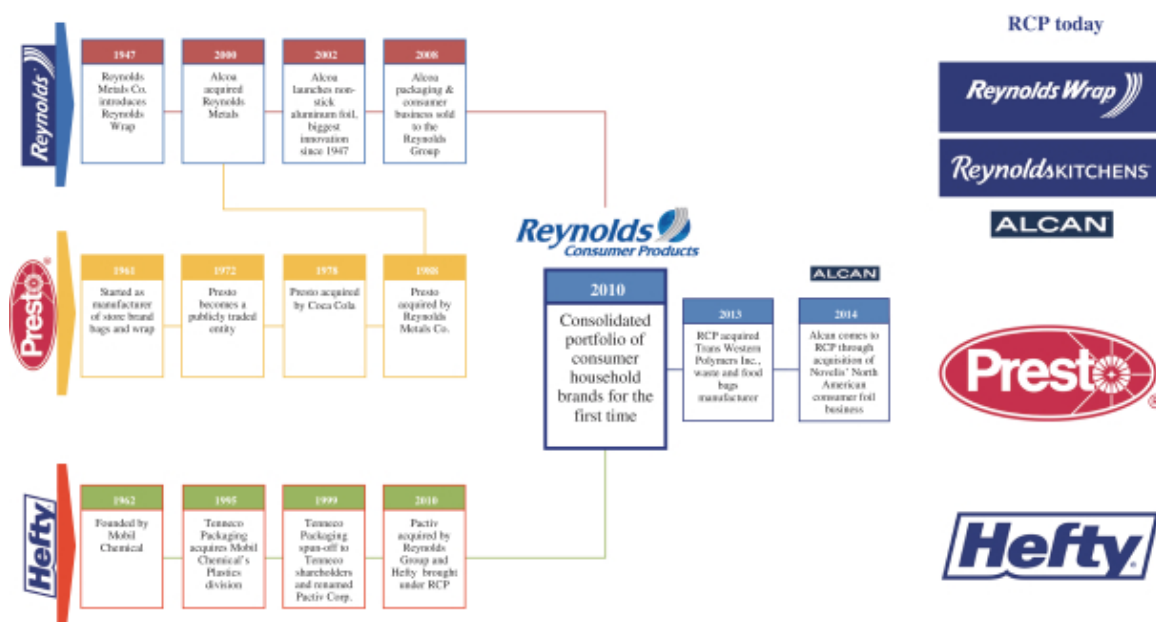 RCP today
Reynolds
1947
Reynolds
Metals Co.
introduces
Reynolds
Wrap
2000
Alcoa
acquired
Reynolds
Metals
2002
Alcoa
launches non-
stick
aluminum foil,
biggest
innovation
since 1947
2008
Alcoa
packaging &
consumer
business sold
to the
Reynolds
Group
Reynolds Wrap
Reynolds KITCHENS
ALCAN
Presto®
1961
Started as
manufacturer
of store brand
bags and wrap
1972
Presto
becomes a
publicly traded
entity
1978
Presto acquired
by Coca Cola
1988
Presto
acquired by
Reynolds
Metals Co.
Reynolds
Consumer Products
2010
Consolidated
portfolio of
consumer
household
brands for the
first time
2013
RCP acquired
Trans Western
Polymers Inc.,
waste and food
bags
manufacturer
ALCAN
2014
Alcan comes to
RCP through
acquisition of
Novelis' North
American
consumer foil
business
Presto®
Hefty
1962
Founded by
Mobil
Chemical
1995
Tenneco
Packaging
acquires Mobil
Chemical's
Plastics
division
1999
Tenneco
Packaging
spun-off to
Tenneco
shareholders
and renamed
Pactiv Corp.
2010
Pactiv
acquired by
Reynolds
Group and
Hefty brought
under RCP
Hefty